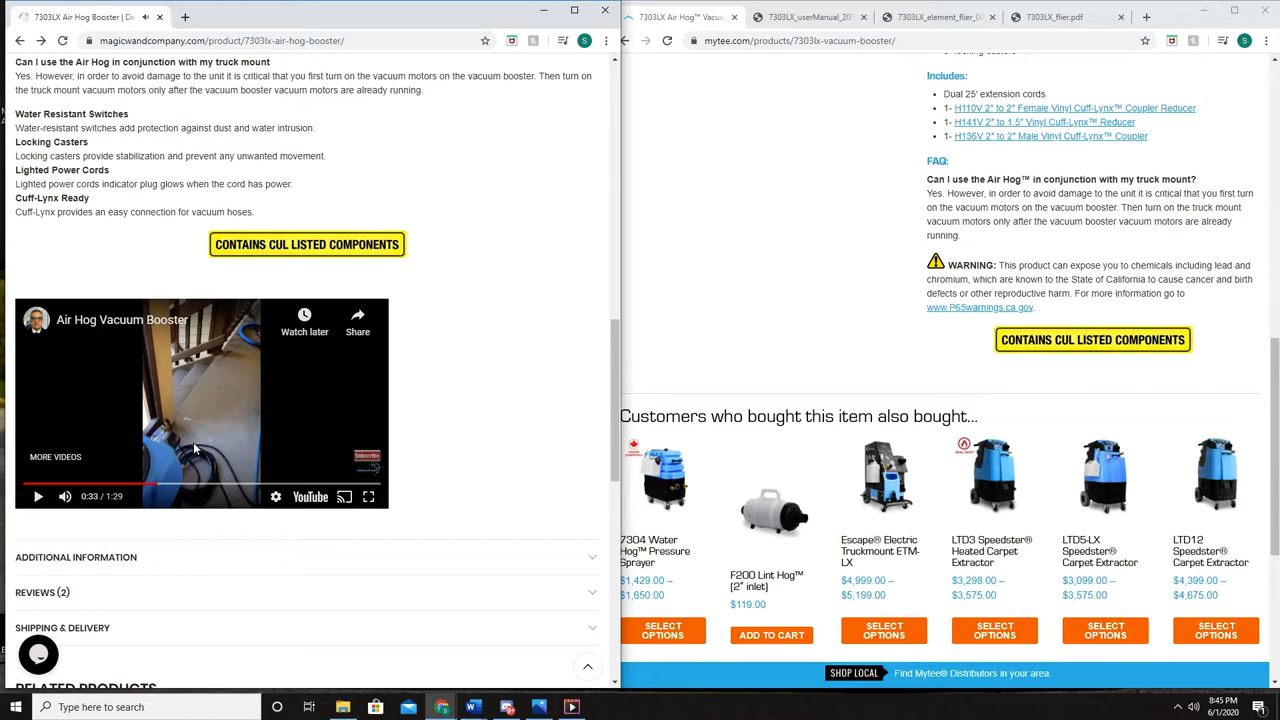 7303LX Air Hog Booster | De
magicwandcompany.com/product/7303lx-air-hog-booster/
Can I use the Air Hog in conjunction with my truck mount
Yes. However, in order to avoid damage to the unit it is critical that you first turn on the vacuum motors on the vacuum booster. Then turn on
the truck mount vacuum motors only after the vacuum booster vacuum motors are already running.
Water Resistant Switches
Water-resistant switches add protection against dust and water intrusion.
Locking Casters
Locking casters provide stabilization and prevent any unwanted movement.
Lighted Power Cords
Lighted power cords indicator plug glows when the cord has power.
Cuff-Lynx Ready
Cuff-Lynx provides an easy connection for vacuum hoses.
CONTAINS CUL LISTED COMPONENTS
Air Hog Vacuum Booster
Watch later
Share
MORE VIDEOS
Subscribe
0:33 / 1:29
YouTube
ADDITIONAL INFORMATION
REVIEWS (2)
SHIPPING & DELIVERY
RELATED PRODUCTS
7303LX Air Hog™ Vacuu
7303LX_userManual_20
7303LX_element_flier_04
7303LX_flier.pdf
mytee.com/products/7303lx-vacuum-booster/
Includes:
Dual 25' extension cords
1- H110V 2" to 2" Female Vinyl Cuff-Lynx™ Coupler Reducer
1- H141V 2" to 1.5" Vinyl Cuff-Lynx™ Reducer
1- H136V 2" to 2" Male Vinyl Cuff-Lynx™ Coupler
FAQ:
Can I use the Air Hog™ in conjunction with my truck mount?
Yes. However, in order to avoid damage to the unit it is critical that you first turn
on the vacuum motors on the vacuum booster. Then turn on the truck mount
vacuum motors only after the vacuum booster vacuum motors are already
running.
WARNING: This product can expose you to chemicals including lead and
chromium, which are known to the State of California to cause cancer and birth
defects or other reproductive harm. For more information go to
www.P65warnings.ca.gov.
CONTAINS CUL LISTED COMPONENTS
Customers who bought this item also bought...
7304 Water
Hog™ Pressure
Sprayer
$1,429.00 –
$1,650.00
SELECT
OPTIONS
F200 Lint Hog™
(2" inlet)
$119.00
ADD TO CART
Escape® Electric
Truckmount ETM-
LX
$4,999.00 –
$5,199.00
SELECT
OPTIONS
LTD3 Speedster®
Heated Carpet
Extractor
$3,298.00 –
$3,575.00
SELECT
OPTIONS
LTD5-LX
Speedster®
Carpet Extractor
$3,099.00 –
$3,575.00
SELECT
OPTIONS
LTD12
Speedster®
Carpet Extractor
$4,399.00 –
$4,675.00
SELECT
OPTIONS
SHOP LOCAL
Find Mytee® Distributors in your area.
Type here to search
8:45 PM
6/1/2020